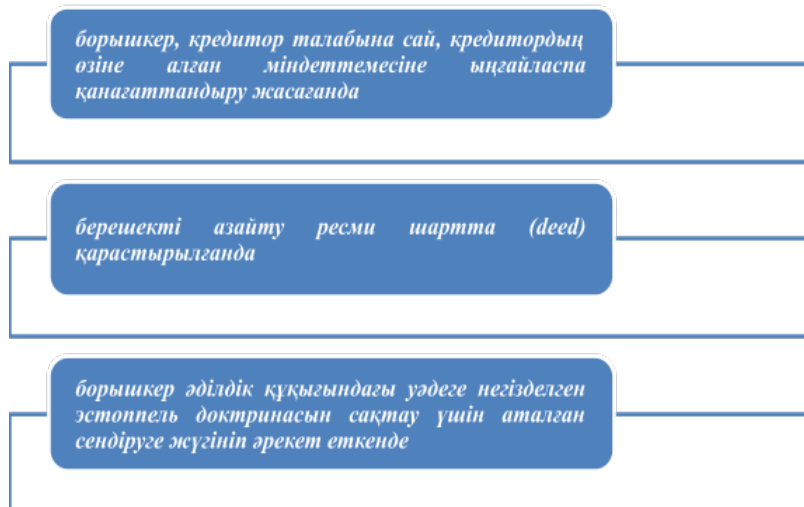 борышкер, кредитор талабына сай, кредитордың
өзіне алған міндеттемесіне ыңғайласпа
қанағаттандыру жасағанда
берешекті азайту ресми шартта (deed)
қарастырылғанда
борышкер әділдік құқығындағы уәдеге негізделген
эстоппель доктринасын сақтау үшін аталған
сендіруге жүгініп әрекет еткенде